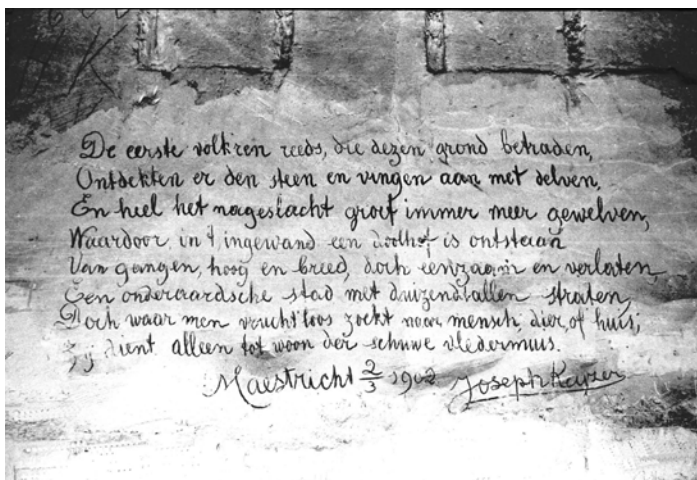 De eerste volk'ren reeds, die dezen grond betraden,
Ontdekten er den steen en vingen aan met delven,
En heel het nageslacht groef immer meer gewelven,
Waardoor in 't ingewand een doolhof is ontstaan
Van gangen, hoog en breed, doch eenzaam en verlaten,
Een onderaardsche stad met duizendtallen straten,
Doch waar men vruchtloos zoekt naar mensch, dier, of huis;
Zij dient alleen tot woon der schuwe vledermuis.
Maestricht 2/3 1902 Joseph Keyzer